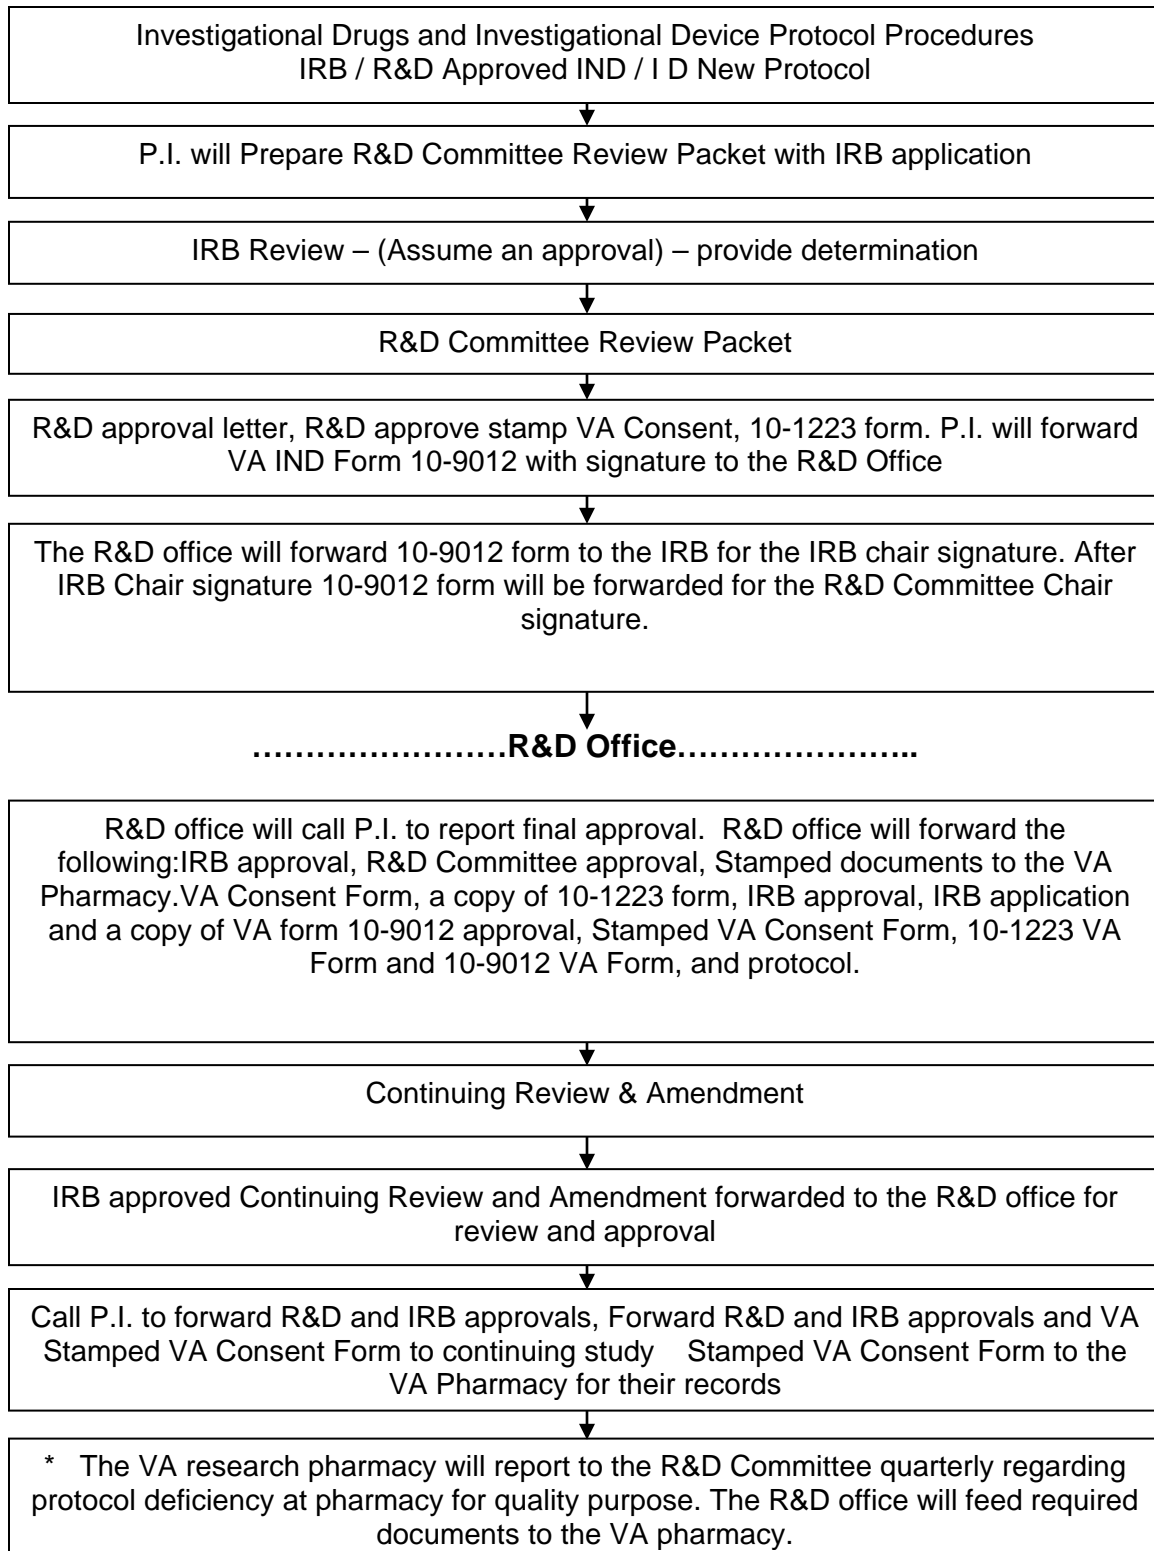 Investigational Drugs and Investigational Device Protocol Procedures
IRB / R&D Approved IND / I D New Protocol
P.I. will Prepare R&D Committee Review Packet with IRB application
IRB Review – (Assume an approval) – provide determination
R&D Committee Review Packet
R&D approval letter, R&D approve stamp VA Consent, 10-1223 form. P.I. will forward
VA IND Form 10-9012 with signature to the R&D Office
The R&D office will forward 10-9012 form to the IRB for the IRB chair signature. After
IRB Chair signature 10-9012 form will be forwarded for the R&D Committee Chair
signature.
……………………R&D Office…………………..
R&D office will call P.I. to report final approval.  R&D office will forward the
following:IRB approval, R&D Committee approval, Stamped documents to the VA
Pharmacy.VA Consent Form, a copy of 10-1223 form, IRB approval, IRB application
and a copy of VA form 10-9012 approval, Stamped VA Consent Form, 10-1223 VA
Form and 10-9012 VA Form, and protocol.
Continuing Review & Amendment
IRB approved Continuing Review and Amendment forwarded to the R&D office for
review and approval
Call P.I. to forward R&D and IRB approvals, Forward R&D and IRB approvals and VA
Stamped VA Consent Form to continuing study    Stamped VA Consent Form to the
VA Pharmacy for their records
*   The VA research pharmacy will report to the R&D Committee quarterly regarding
protocol deficiency at pharmacy for quality purpose. The R&D office will feed required
documents to the VA pharmacy.